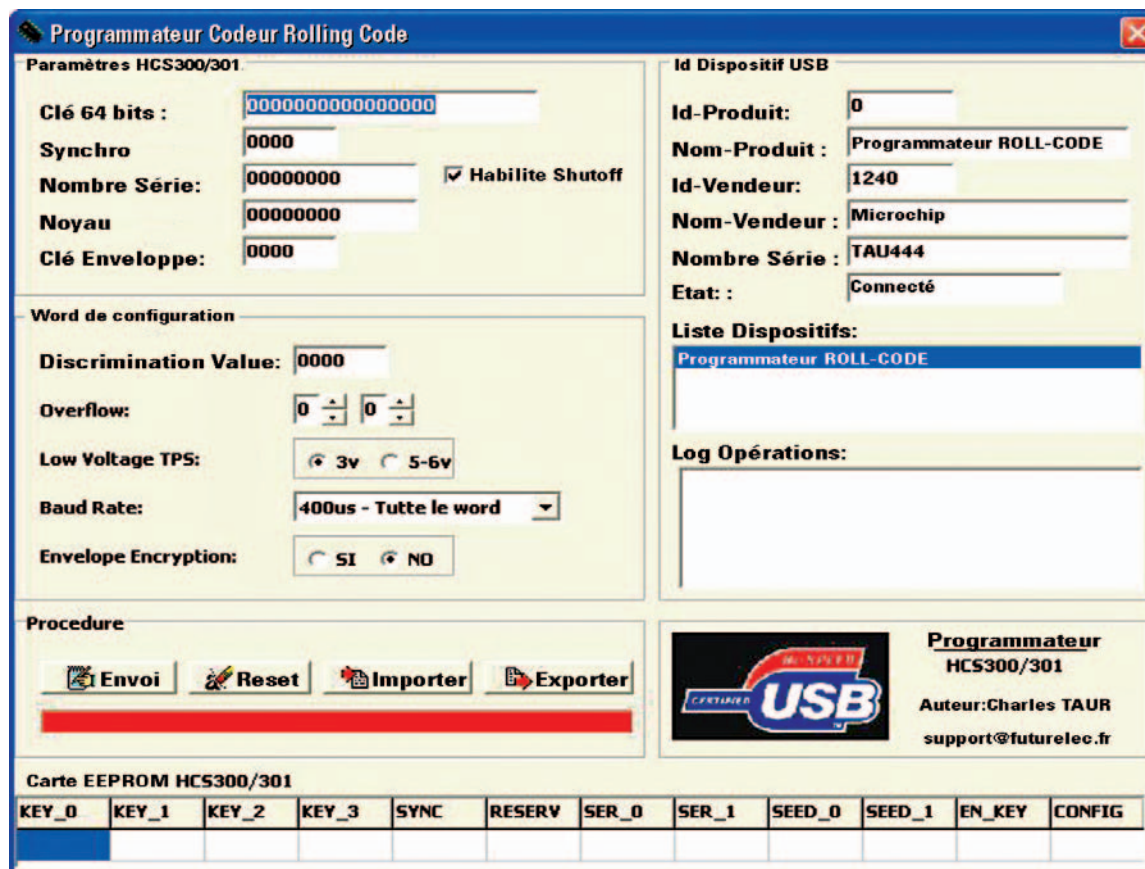 Programmateur Codeur Rolling Code
Paramètres HCS300/301
Clé 64 bits : 0000000000000000
Synchro 0000
Nombre Série: 00000000
Habilite Shutoff
Noyau 00000000
Clé Enveloppe: 0000
Word de configuration
Discrimination Value: 0000
Overflow: 0 0
Low Voltage TPS: 3v 5-6v
Baud Rate: 400us - Tutte le word
Envelope Encryption: SI NO
Procedure
Envoi Reset Importer Exporter
Id Dispositif USB
Id-Produit: 0
Nom-Produit : Programmateur ROLL-CODE
Id-Vendeur: 1240
Nom-Vendeur : Microchip
Nombre Série : TAU444
Etat: : Connecté
Liste Dispositifs:
Programmateur ROLL-CODE
Log Opérations:
HI-SPEED
CERTIFIED USB
Programmateur
HCS300/301
Auteur:Charles TAUR
support@futurelec.fr
Carte EEPROM HCS300/301
KEY_0 KEY_1 KEY_2 KEY_3 SYNC RESERV SER_0 SER_1 SEED_0 SEED_1 EN_KEY CONFIG